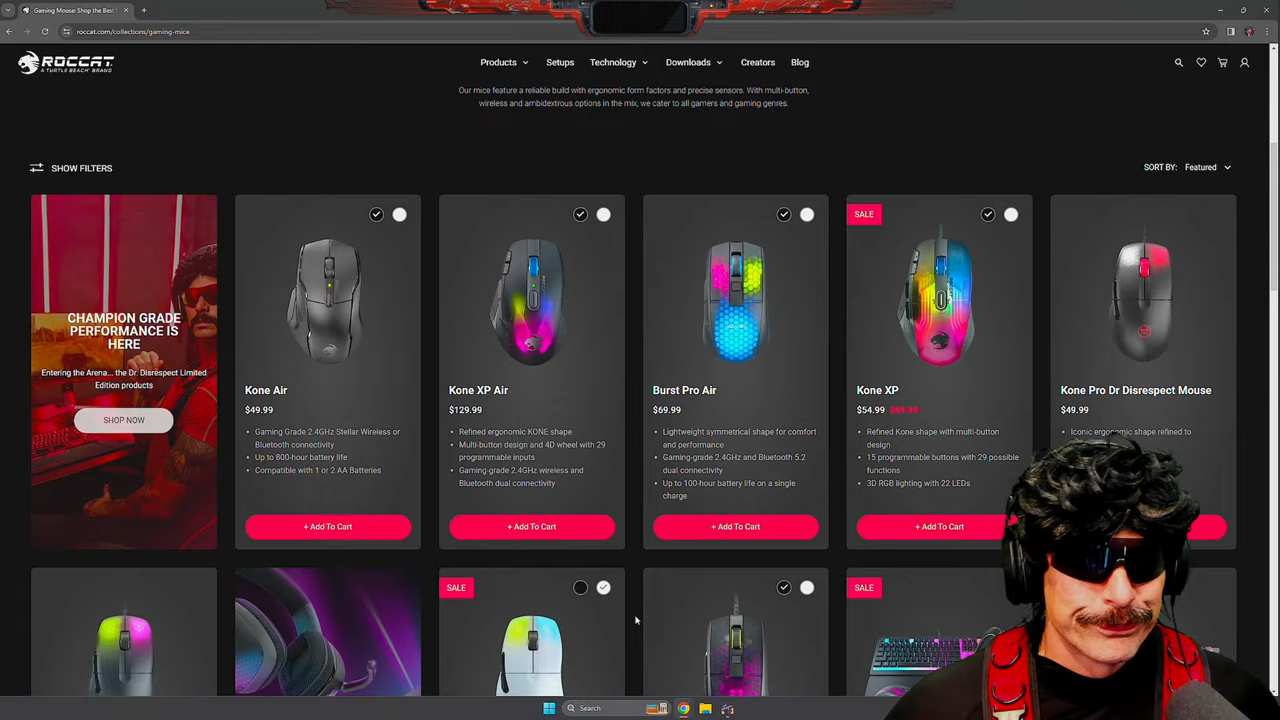 Gaming Mouse: Shop the Best
roccat.com/collections/gaming-mice
ROCCAT
A TURTLE BEACH BRAND
Products
Setups
Technology
Downloads
Creators
Blog
Our mice feature a reliable build with ergonomic form factors and precise sensors. With multi-button,
wireless and ambidextrous options in the mix, we cater to all gamers and gaming genres.
SHOW FILTERS
SORT BY: Featured
CHAMPION GRADE
PERFORMANCE IS
HERE
Entering the Arena... the Dr. Disrespect Limited
Edition products
SHOP NOW
Kone Air
$49.99
• Gaming Grade 2.4GHz Stellar Wireless or
Bluetooth connectivity
• Up to 800-hour battery life
• Compatible with 1 or 2 AA Batteries
+ Add To Cart
Kone XP Air
$129.99
• Refined ergonomic KONE shape
• Multi-button design and 4D wheel with 29
programmable inputs
• Gaming-grade 2.4GHz wireless and
Bluetooth dual connectivity
+ Add To Cart
Burst Pro Air
$69.99
• Lightweight symmetrical shape for comfort
and performance
• Gaming-grade 2.4GHz and Bluetooth 5.2
dual connectivity
• Up to 100-hour battery life on a single
charge
+ Add To Cart
SALE
Kone XP
$54.99 $69.99
• Refined Kone shape with multi-button
design
• 15 programmable buttons with 29 possible
functions
• 3D RGB lighting with 22 LEDs
+ Add To Cart
Kone Pro Dr Disrespect Mouse
$49.99
• Iconic ergonomic shape refined to
SALE
SALE
Search